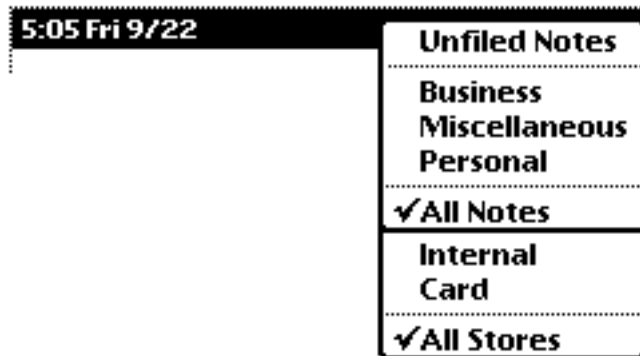 5:05 Fri 9/22
Unfiled Notes
Business
Miscellaneous
Personal
✓All Notes
Internal
Card
✓All Stores